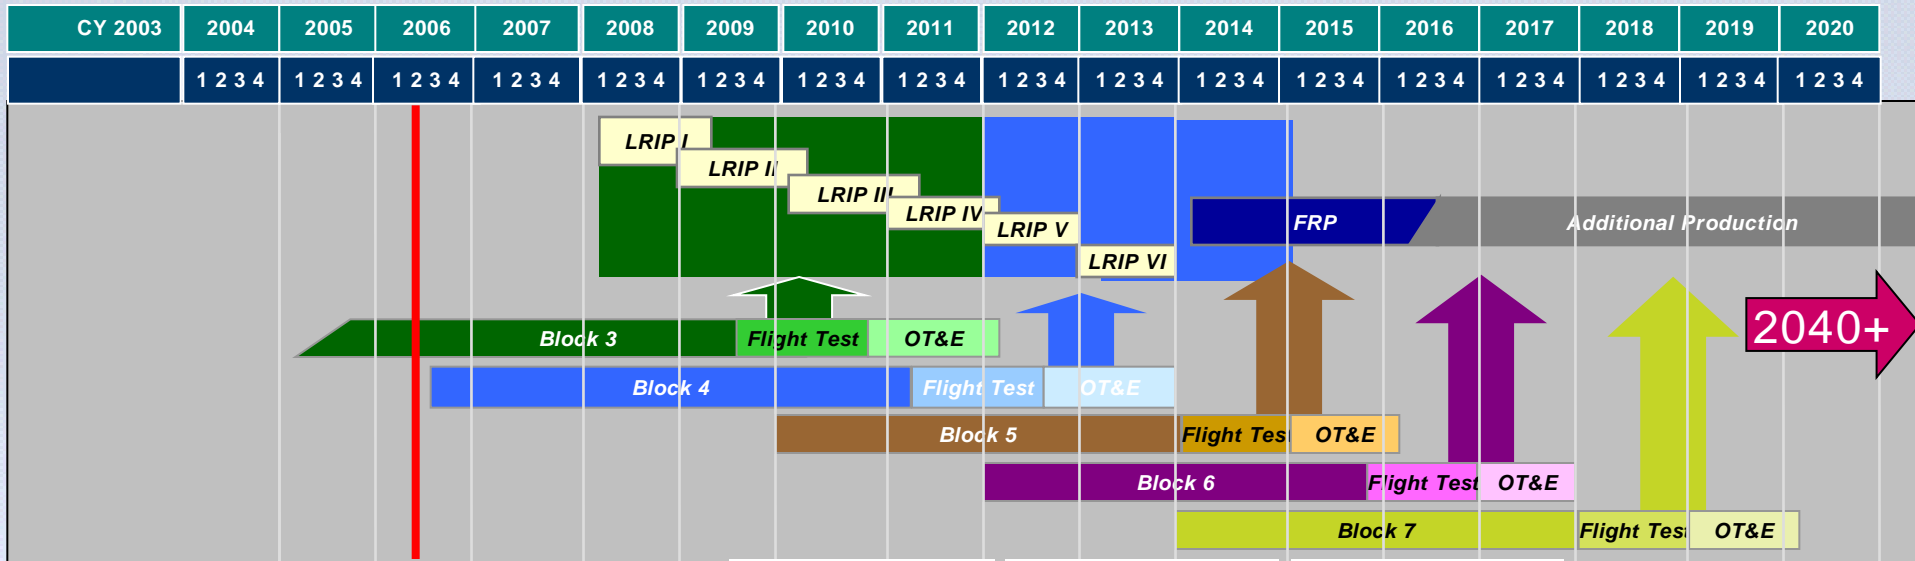 CY 2003 2004 2005 2006 2007 2008 2009 2010 2011 2012 2013 2014 2015 2016 2017 2018 2019 2020
1 2 3 4 1 2 3 4 1 2 3 4 1 2 3 4 1 2 3 4 1 2 3 4 1 2 3 4 1 2 3 4 1 2 3 4 1 2 3 4 1 2 3 4 1 2 3 4 1 2 3 4 1 2 3 4 1 2 3 4 1 2 3 4 1 2 3 4
LRIP I
LRIP II
LRIP III
LRIP IV
LRIP V
LRIP VI
FRP Additional Production
2040+
Block 3 Flight Test OT&E
Block 4 Flight Test OT&E
Block 5 Flight Tes OT&E
Block 6 Flight Test OT&E
Block 7 Flight Test OT&E